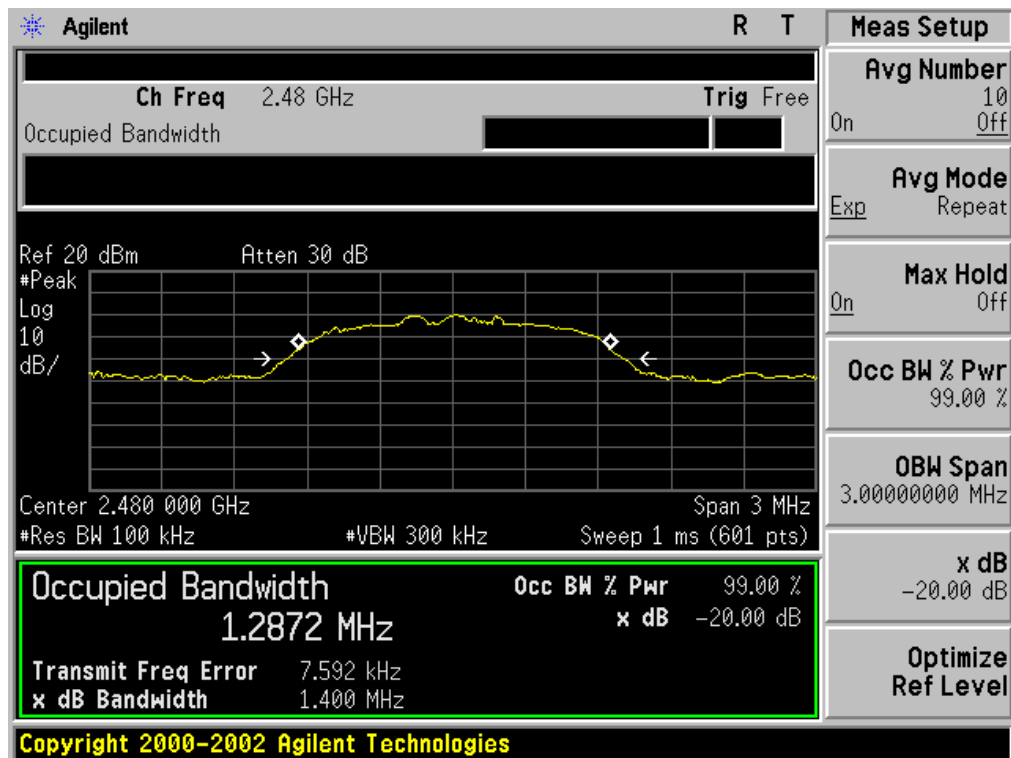 Agilent R T
Ch Freq 2.48 GHz Trig Free
Occupied Bandwidth
Ref 20 dBm Atten 30 dB
#Peak
Log
10
dB/
Center 2.480 000 GHz Span 3 MHz
#Res BW 100 kHz #VBW 300 kHz Sweep 1 ms (601 pts)
Occupied Bandwidth
1.2872 MHz
Occ BW % Pwr 99.00 %
x dB -20.00 dB
Transmit Freq Error 7.592 kHz
x dB Bandwidth 1.400 MHz
Copyright 2000-2002 Agilent Technologies
Meas Setup
Avg Number
10
On Off
Avg Mode
Exp Repeat
Max Hold
On Off
Occ BW % Pwr
99.00 %
OBW Span
3.00000000 MHz
x dB
-20.00 dB
Optimize
Ref Level